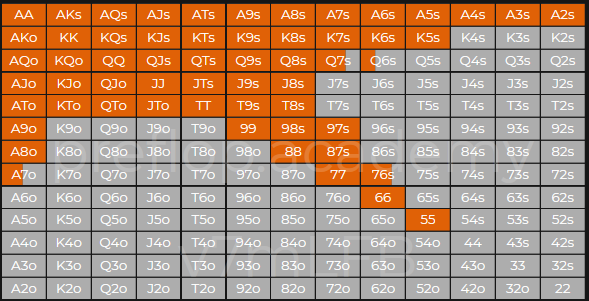 AA AKs AQs AJs ATs A9s A8s A7s A6s A5s A4s A3s A2s
AKo KK KQs KJs KTs K9s K8s K7s K6s K5s K4s K3s K2s
AQo KQo QQ QJs QTs Q9s Q8s Q7s Q6s Q5s Q4s Q3s Q2s
AJo KJo QJo JJ JTs J9s J8s J7s J6s J5s J4s J3s J2s
ATo KTo QTo JTo TT T9s T8s T7s T6s T5s T4s T3s T2s
A9o K9o Q9o J9o T9o 99 98s 97s 96s 95s 94s 93s 92s
A8o K8o Q8o J8o T8o 98o 88 87s 86s 85s 84s 83s 82s
preflop.academy
A7o K7o Q7o J7o T7o 97o 87o 77 76s 75s 74s 73s 72s
A6o K6o Q6o J6o T6o 96o 86o 76o 66 65s 64s 63s 62s
A5o K5o Q5o J5o T5o 95o 85o 75o 65o 55 54s 53s 52s
A4o K4o Q4o J4o T4o 94o 84o 74o 64o 54o 44 43s 42s
A3o K3o Q3o J3o T3o 93o 83o 73o 63o 53o 43o 33 32s
A2o K2o Q2o J2o T2o 92o 82o 72o 62o 52o 42o 32o 22